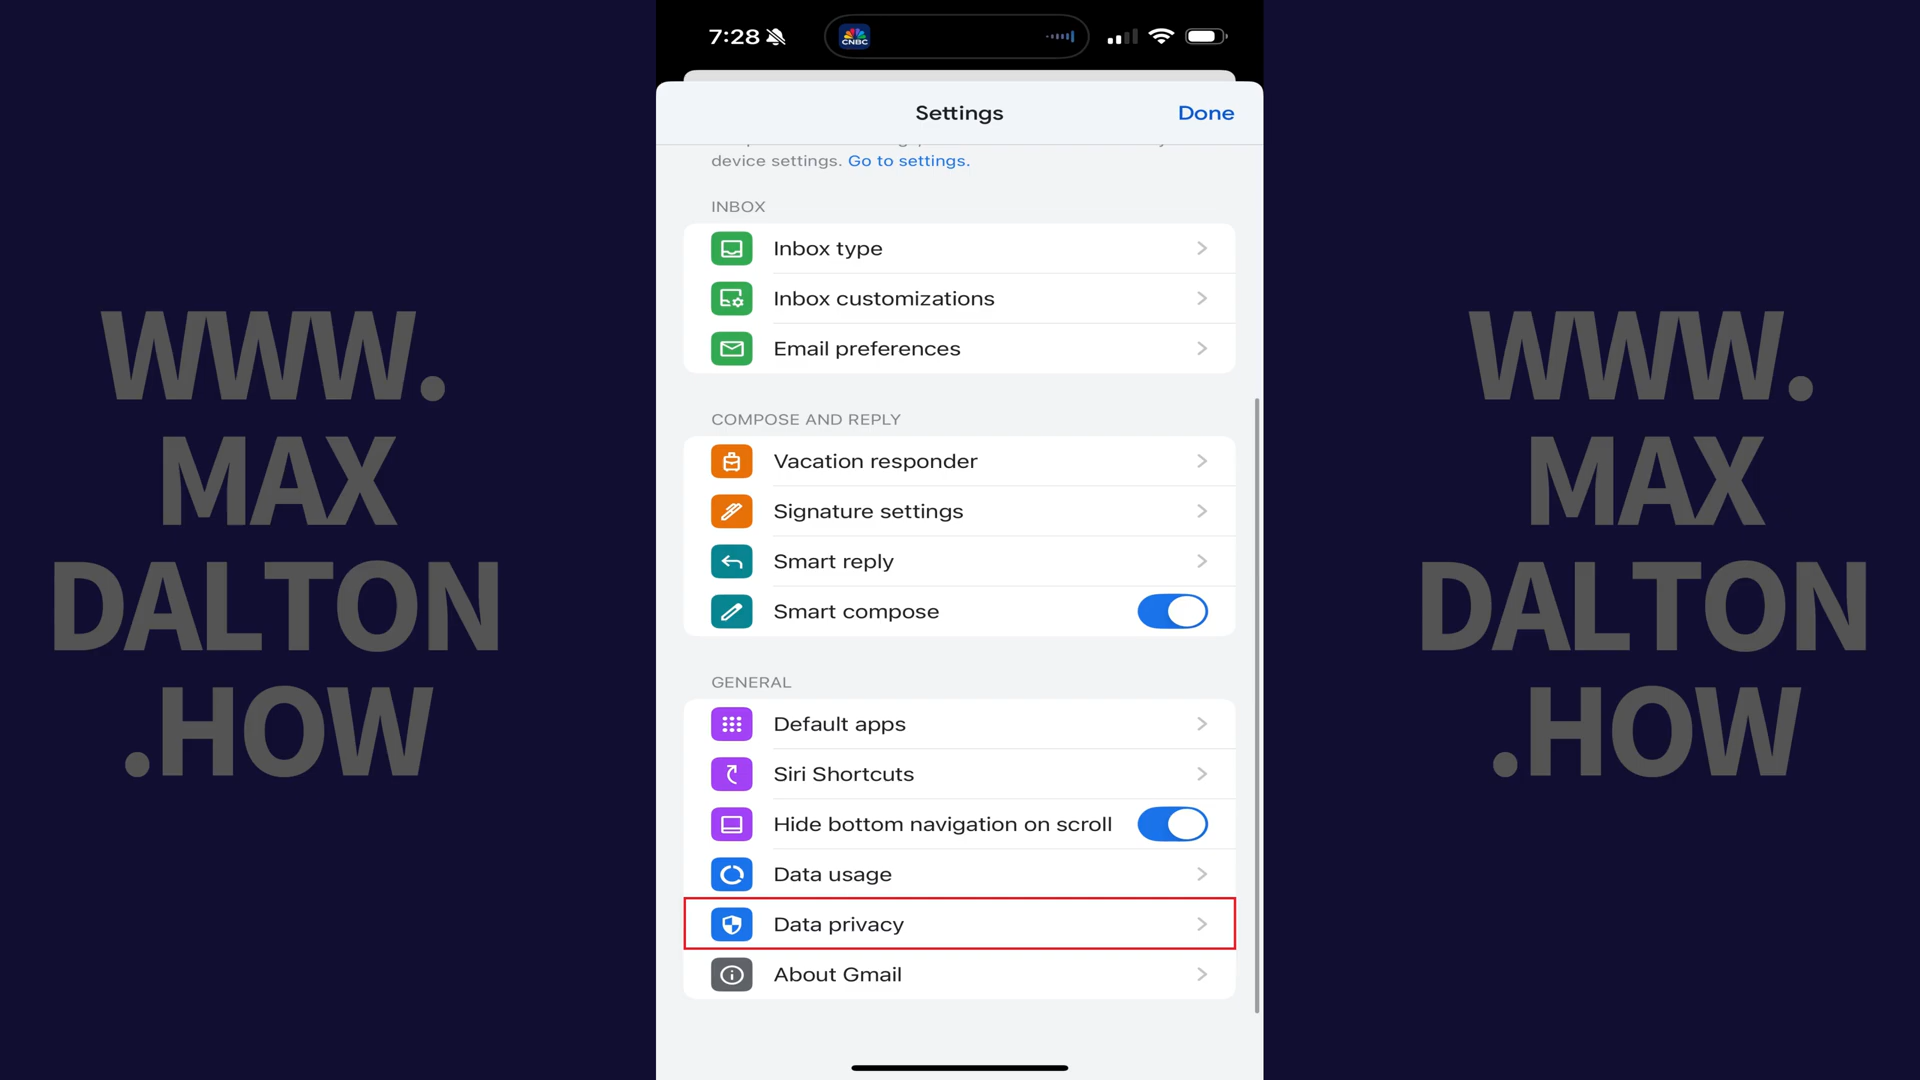 WWW.
MAX
DALTON
.HOW
7:28
CNBC
Settings
Done
device settings. Go to settings.
INBOX
Inbox type
Inbox customizations
Email preferences
COMPOSE AND REPLY
Vacation responder
Signature settings
Smart reply
Smart compose
GENERAL
Default apps
Siri Shortcuts
Hide bottom navigation on scroll
Data usage
Data privacy
About Gmail
WWW.
MAX
DALTON
.HOW